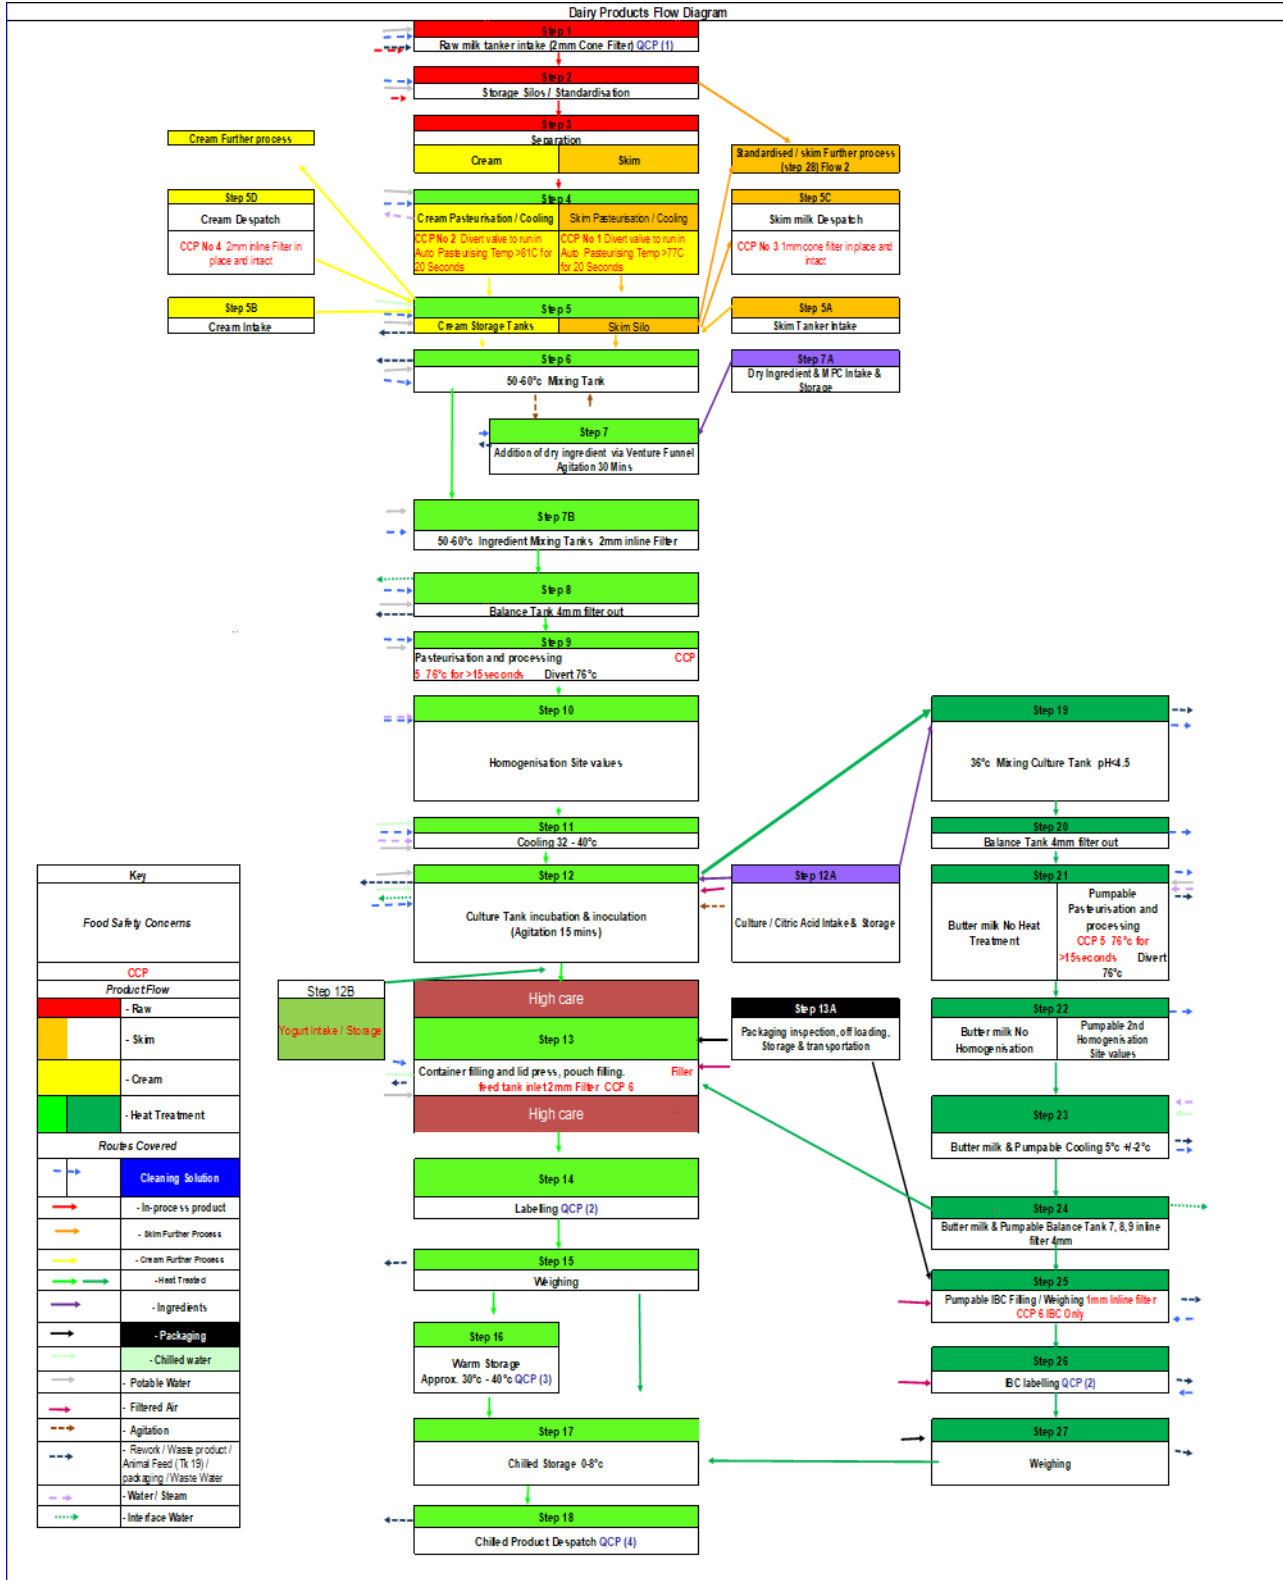 Dairy Products Flow Diagram
Step 1
Raw milk tanker intake (2mm Cone Filter) QCP (1)
Step 2
Storage Silos / Standardisation
Step 3
Separation
Cream
Skim
Cream Further process
Standardised / skim Further process
(step 28) Flow 2
Step 5D
Cream Despatch
CCP No 4 2mm inline Filter in
place and intact
Step 4
Cream Pasteurisation / Cooling
CCP No 2 Divert valve to run in
Auto Pasteurising Temp >81C for
20 Seconds
Skim Pasteurisation / Cooling
CCP No 1 Divert valve to run in
Auto Pasteurising Temp >77C
for 20 Seconds
Step 5C
Skim milk Despatch
CCP No 3 1mm cone filter in place and
intact
Step 5B
Cream Intake
Step 5
Cream Storage Tanks
Skim Silo
Step 5A
Skim Tanker Intake
Step 6
50-60°c Mixing Tank
Step 7A
Dry Ingredient & MPC Intake &
Storage
Step 7
Addition of dry ingredient via Venture Funnel
Agitation 30 Mins
Step 7B
50-60°c Ingredient Mixing Tanks 2mm inline Filter
Step 8
Balance Tank 4mm filter out
Step 9
Pasteurisation and processing CCP
5 76°c for >15seconds Divert 76°c
Step 10
Homogenisation Site values
Step 11
Cooling 32 - 40°c
Step 12
Culture Tank incubation & inoculation
(Agitation 15 mins)
Step 12A
Culture / Citric Acid Intake & Storage
Step 12B
Yogurt Intake / Storage
High care
Step 13
Container filling and lid press, pouch filling. Filler
feed tank inlet 2mm Filter CCP 6
High care
Step 13A
Packaging inspection, off loading,
Storage & transportation
Step 14
Labelling QCP (2)
Step 15
Weighing
Step 16
Warm Storage
Approx. 30°c - 40°c QCP (3)
Step 17
Chilled Storage 0-8°c
Step 18
Chilled Product Despatch QCP (4)
Step 19
36°c Mixing Culture Tank pH<4.5
Step 20
Balance Tank 4mm filter out
Step 21
Butter milk No Heat
Treatment
Pumpable
Pasteurisation and
processing
CCP 5 76°c for
>15seconds Divert
76°c
Step 22
Butter milk No
Homogenisation
Pumpable 2nd
Homogenisation
Site values
Step 23
Butter milk & Pumpable Cooling 5°c +/-2°c
Step 24
Butter milk & Pumpable Balance Tank 7, 8, 9 inline
filter 4mm
Step 25
Pumpable IBC Filling / Weighing 1mm Inline filter
CCP 6 IBC Only
Step 26
IBC labelling QCP (2)
Step 27
Weighing
Key
Food Safety Concerns
CCP
Product Flow
- Raw
- Skim
- Cream
- Heat Treatment
Routes Covered
Cleaning Solution
- In-process product
- Skim Further Process
- Cream Further Process
- Heat Treated
- Ingredients
- Packaging
- Chilled water
- Potable Water
- Filtered Air
- Agitation
- Rework / Waste product /
Animal Feed (Tk 19) /
packaging / Waste Water
- Water / Steam
- Interface Water